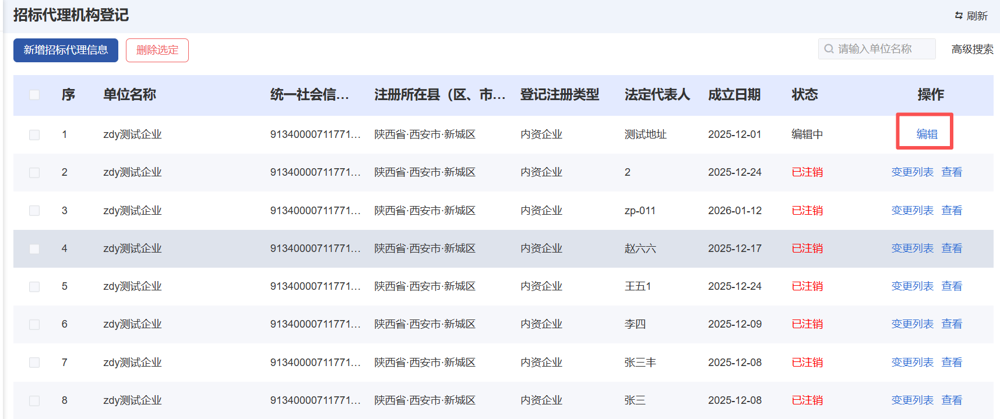 招标代理机构登记
刷新
新增招标代理信息 删除选定 请输入单位名称 高级搜索
序 单位名称 统一社会信... 注册所在县（区、市... 登记注册类型 法定代表人 成立日期 状态 操作
1 zdy测试企业 91340000711771... 陕西省·西安市·新城区 内资企业 测试地址 2025-12-01 编辑中 编辑
2 zdy测试企业 91340000711771... 陕西省·西安市·新城区 内资企业 2 2025-12-24 已注销 变更列表 查看
3 zdy测试企业 91340000711771... 陕西省·西安市·新城区 内资企业 zp-011 2026-01-12 已注销 变更列表 查看
4 zdy测试企业 91340000711771... 陕西省·西安市·新城区 内资企业 赵六六 2025-12-17 已注销 变更列表 查看
5 zdy测试企业 91340000711771... 陕西省·西安市·新城区 内资企业 王五1 2025-12-24 已注销 变更列表 查看
6 zdy测试企业 91340000711771... 陕西省·西安市·新城区 内资企业 李四 2025-12-09 已注销 变更列表 查看
7 zdy测试企业 91340000711771... 陕西省·西安市·新城区 内资企业 张三丰 2025-12-08 已注销 变更列表 查看
8 zdy测试企业 91340000711771... 陕西省·西安市·新城区 内资企业 张三 2025-12-08 已注销 变更列表 查看